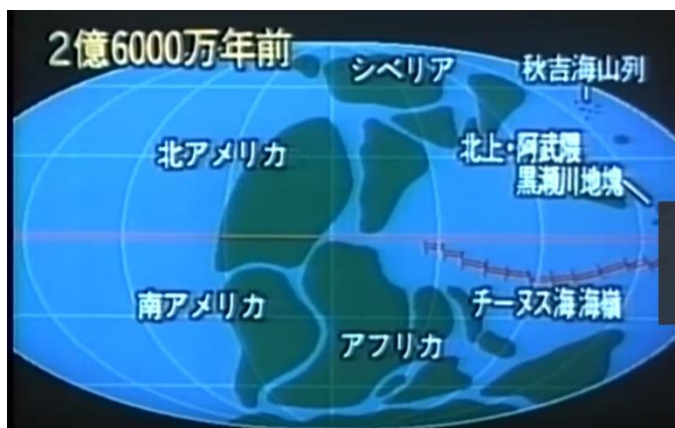 2億6000万年前
シベリア
秋吉海山列
北アメリカ
北上・阿武隈
黒瀬川地塊
南アメリカ
チーヌス海海嶺
アフリカ